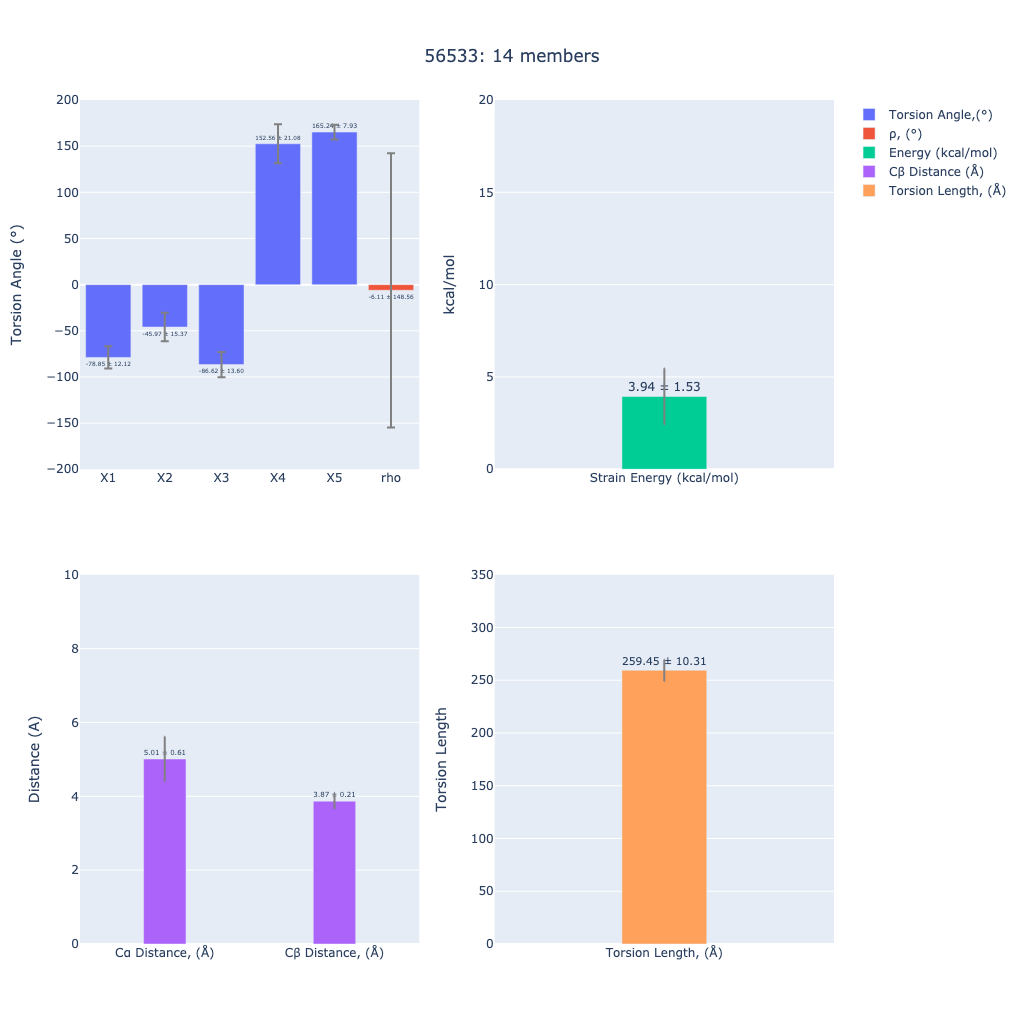 56533: 14 members
200
150
100
50
0
−50
−100
−150
−200
Torsion Angle (°)
-78.85 ± 12.12
-45.97 ± 15.37
-86.62 ± 13.60
152.56 ± 21.08
165.24 ± 7.93
-6.11 ± 148.56
X1 X2 X3 X4 X5 rho
20
15
10
5
0
kcal/mol
3.94 ± 1.53
Strain Energy (kcal/mol)
Torsion Angle,(°)
ρ, (°)
Energy (kcal/mol)
Cβ Distance (Å)
Torsion Length, (Å)
10
8
6
4
2
0
Distance (A)
5.01 ± 0.61
3.87 ± 0.21
Cα Distance, (Å) Cβ Distance, (Å)
350
300
250
200
150
100
50
0
Torsion Length
259.45 ± 10.31
Torsion Length, (Å)